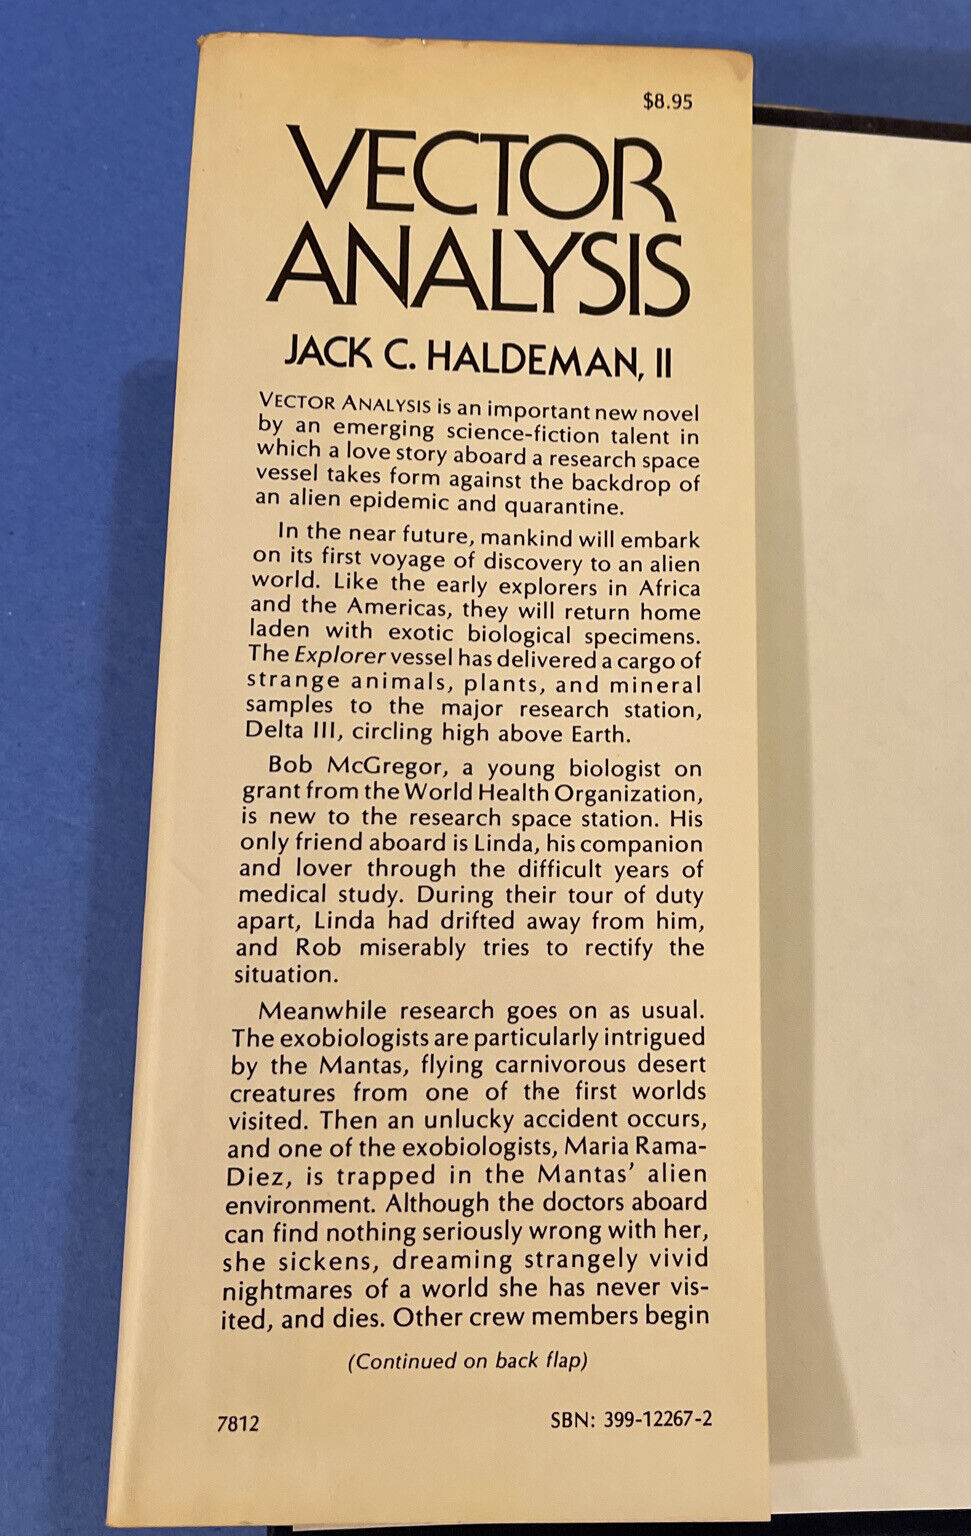 $8.95
VECTOR
ANALYSIS
JACK C. HALDEMAN, II
VECTOR ANALYSIS is an important new novel
by an emerging science-fiction talent in
which a love story aboard a research space
vessel takes form against the backdrop of
an alien epidemic and quarantine.
In the near future, mankind will embark
on its first voyage of discovery to an alien
world. Like the early explorers in Africa
and the Americas, they will return home
laden with exotic biological specimens.
The Explorer vessel has delivered a cargo of
strange animals, plants, and mineral
samples to the major research station,
Delta III, circling high above Earth.
Bob McGregor, a young biologist on
grant from the World Health Organization,
is new to the research space station. His
only friend aboard is Linda, his companion
and lover through the difficult years of
medical study. During their tour of duty
apart, Linda had drifted away from him,
and Rob miserably tries to rectify the
situation.
Meanwhile research goes on as usual.
The exobiologists are particularly intrigued
by the Mantas, flying carnivorous desert
creatures from one of the first worlds
visited. Then an unlucky accident occurs,
and one of the exobiologists, Maria Rama-
Diez, is trapped in the Mantas' alien
environment. Although the doctors aboard
can find nothing seriously wrong with her,
she sickens, dreaming strangely vivid
nightmares of a world she has never vis-
ited, and dies. Other crew members begin
(Continued on back flap)
7812
SBN: 399-12267-2